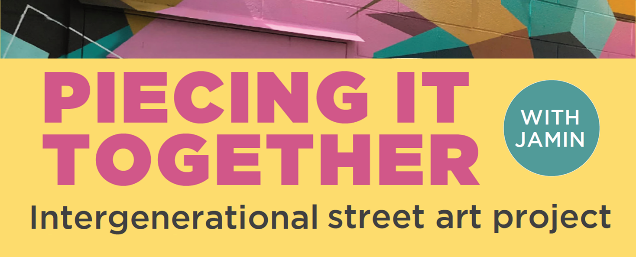 PIECING IT
TOGETHER
WITH
JAMIN
Intergenerational street art project